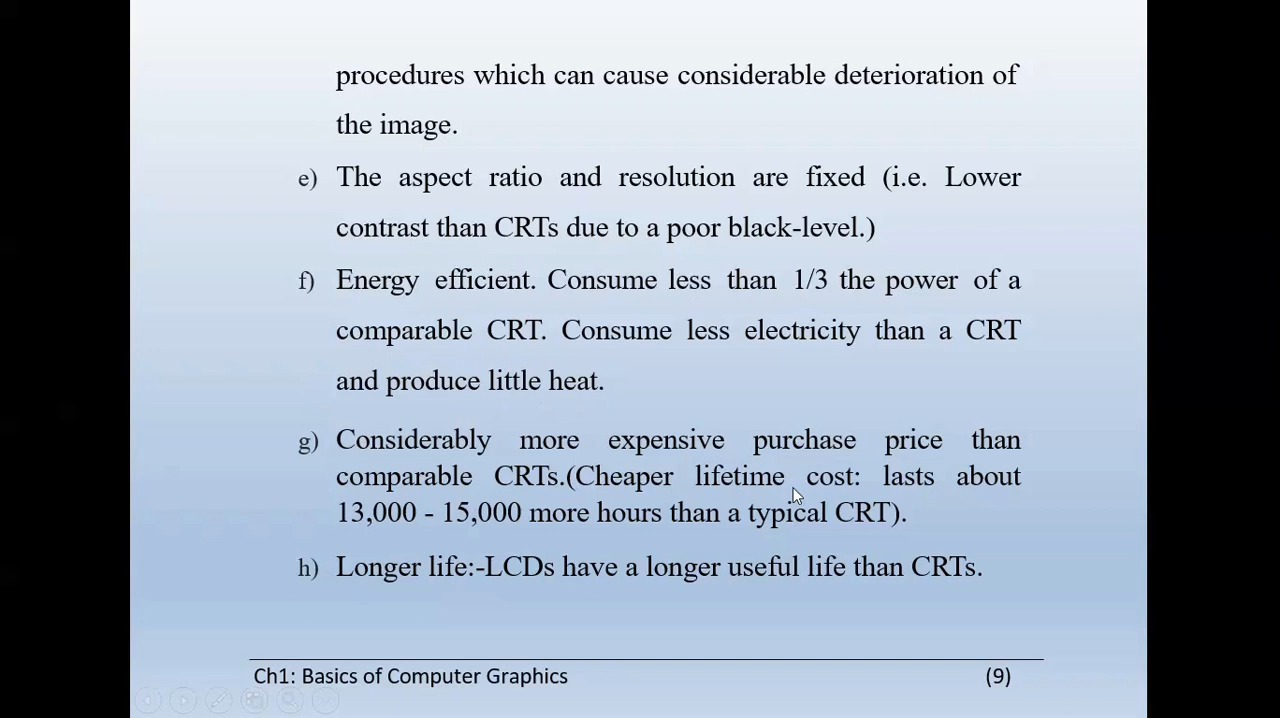 procedures which can cause considerable deterioration of
the image.
e) The aspect ratio and resolution are fixed (i.e. Lower
contrast than CRTs due to a poor black-level.)
f) Energy efficient. Consume less than 1/3 the power of a
comparable CRT. Consume less electricity than a CRT
and produce little heat.
g) Considerably more expensive purchase price than
comparable CRTs.(Cheaper lifetime cost: lasts about
13,000 - 15,000 more hours than a typical CRT).
h) Longer life:-LCDs have a longer useful life than CRTs.
Ch1: Basics of Computer Graphics (9)